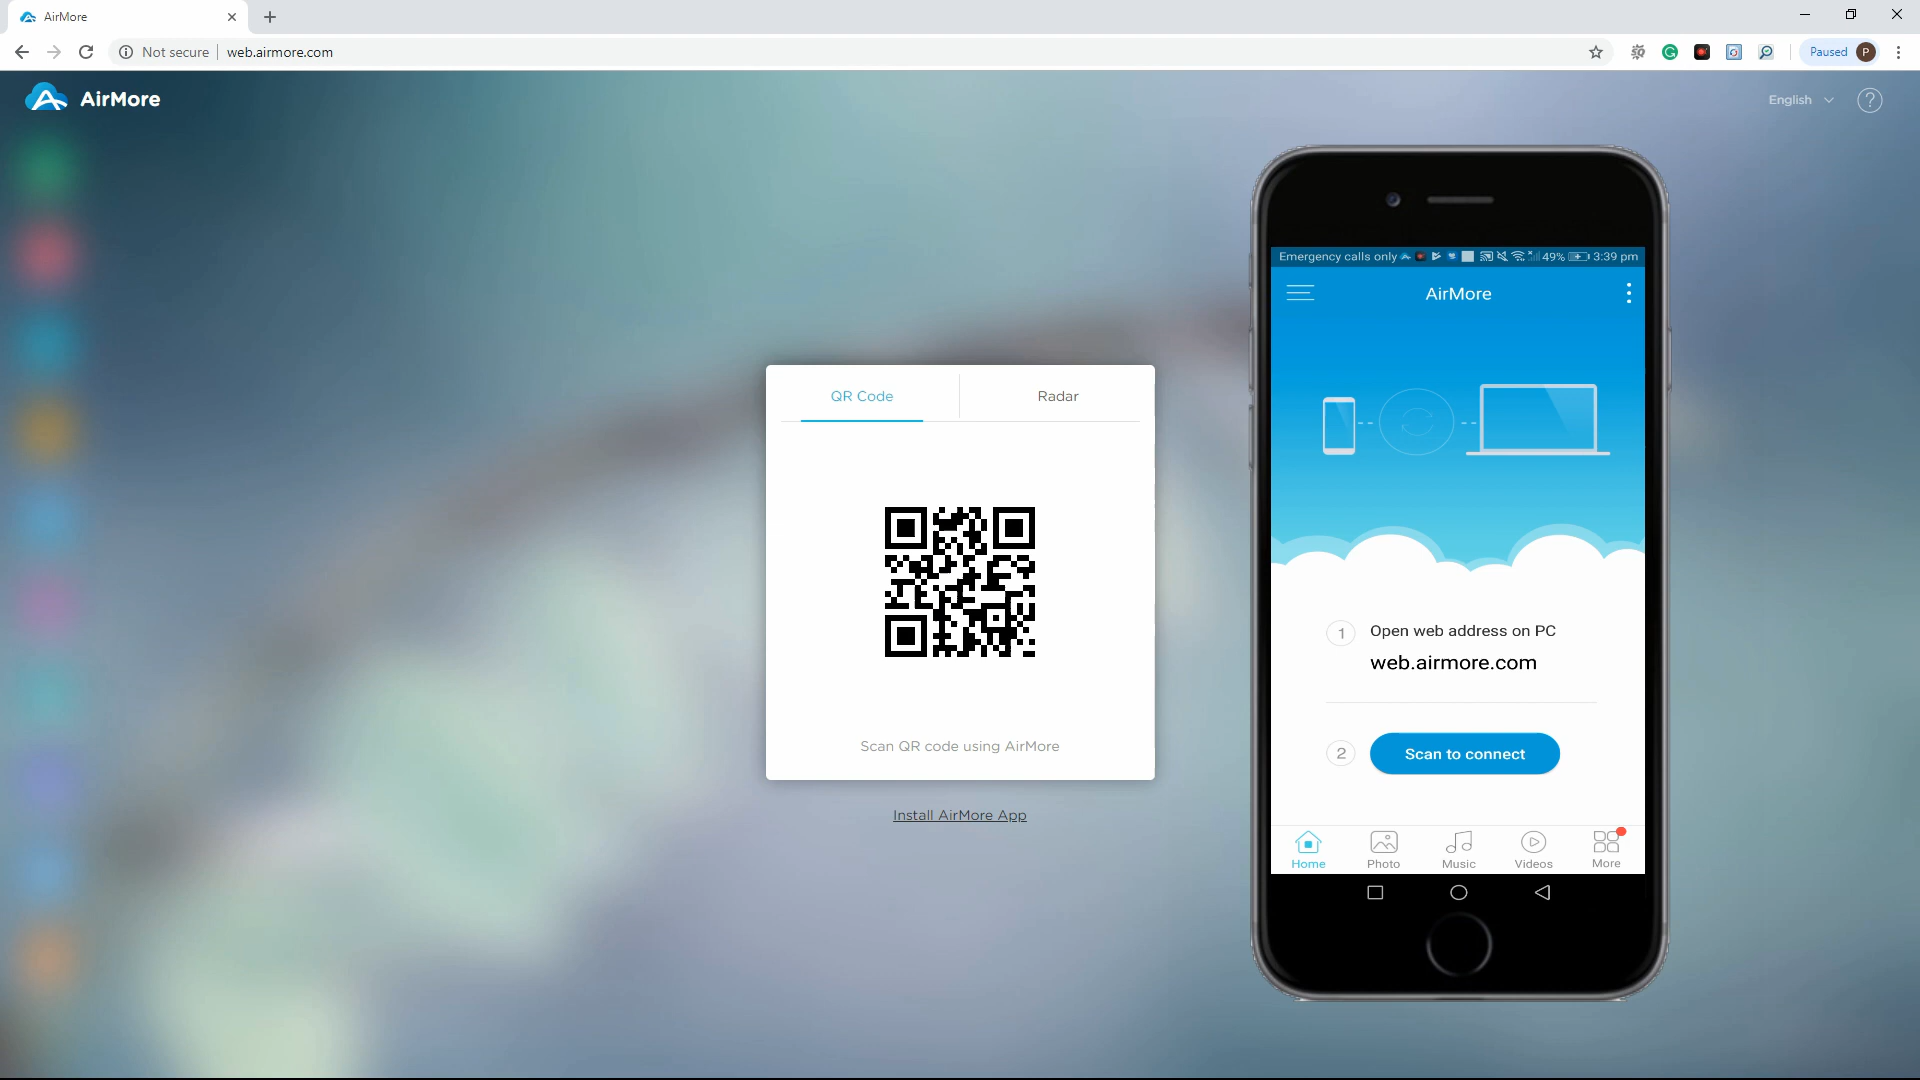 AirMore
Not secure
web.airmore.com
Paused
P
AirMore
English
?
QR Code
Radar
Scan QR code using AirMore
Install AirMore App
Emergency calls only
49%
3:39 pm
AirMore
1
Open web address on PC
web.airmore.com
2
Scan to connect
Home
Photo
Music
Videos
More